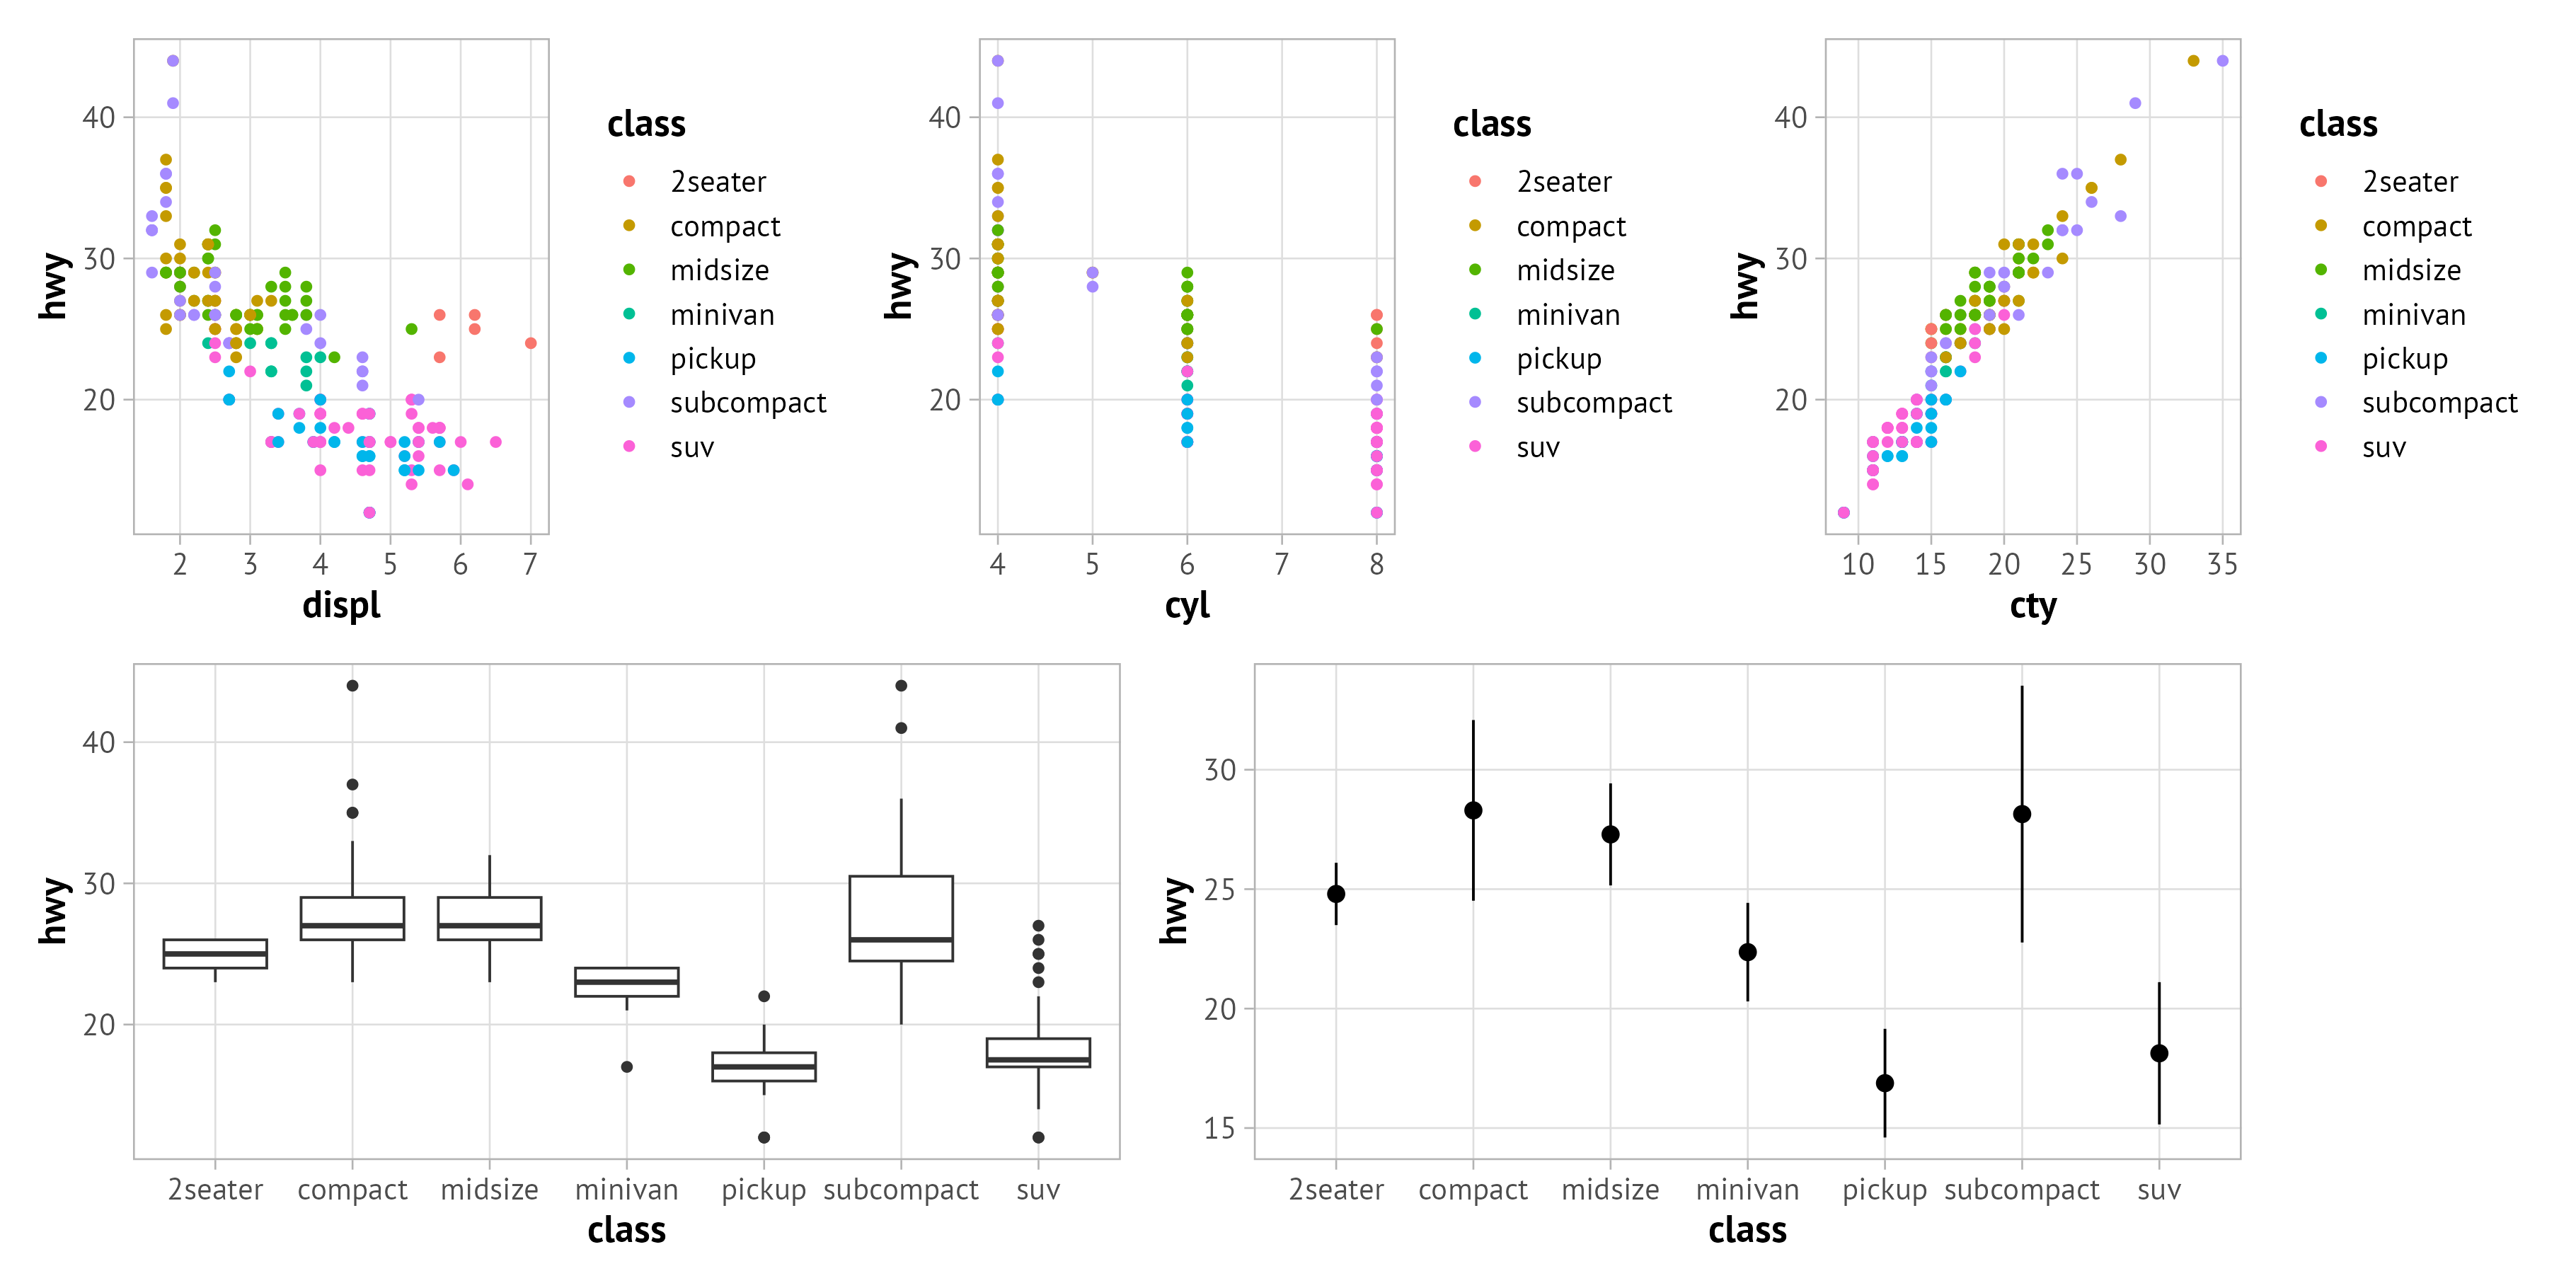 hwy
40
30
20
2 3 4 5 6 7
displ
class
2seater
compact
midsize
minivan
pickup
subcompact
suv
hwy
40
30
20
4 5 6 7 8
cyl
class
2seater
compact
midsize
minivan
pickup
subcompact
suv
hwy
40
30
20
10 15 20 25 30 35
cty
class
2seater
compact
midsize
minivan
pickup
subcompact
suv
hwy
40
30
20
2seater compact midsize minivan pickup subcompact suv
class
hwy
30
25
20
15
2seater compact midsize minivan pickup subcompact suv
class